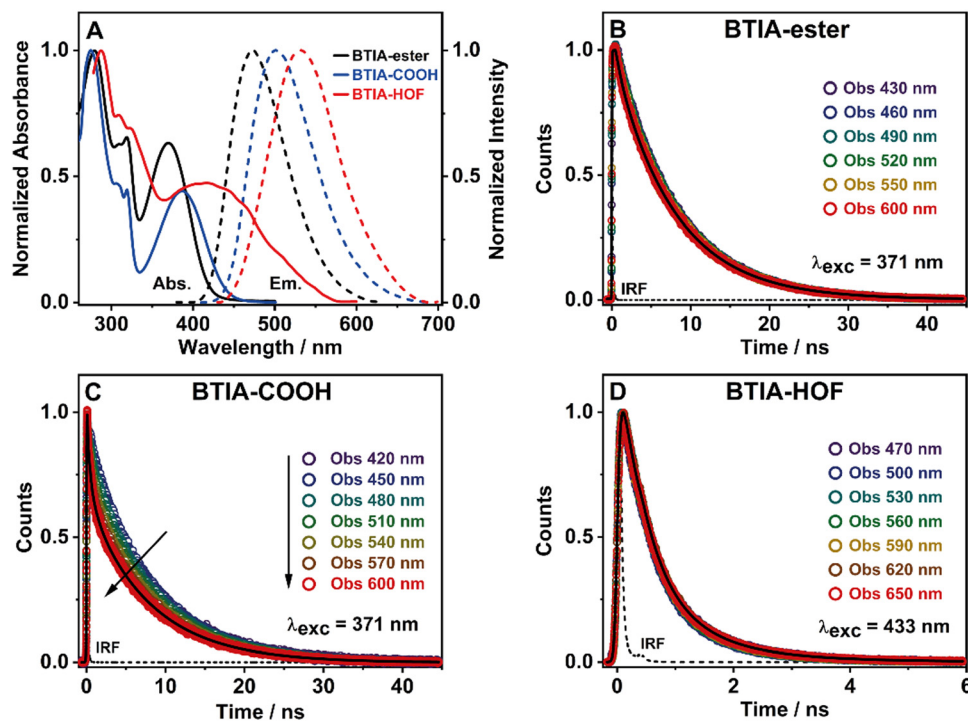 A
BTIA-ester
BTIA-COOH
BTIA-HOF
Abs.
Em.
1.0
0.5
0.0
1.0
0.5
0.0
300
400
500
600
700
Normalized Absorbance
Normalized Intensity
Wavelength / nm
B
BTIA-ester
Obs 430 nm
Obs 460 nm
Obs 490 nm
Obs 520 nm
Obs 550 nm
Obs 600 nm
λexc = 371 nm
IRF
1.0
0.5
0.0
0
10
20
30
40
Counts
Time / ns
C
BTIA-COOH
Obs 420 nm
Obs 450 nm
Obs 480 nm
Obs 510 nm
Obs 540 nm
Obs 570 nm
Obs 600 nm
λexc = 371 nm
IRF
1.0
0.5
0.0
0
10
20
30
40
Counts
Time / ns
D
BTIA-HOF
Obs 470 nm
Obs 500 nm
Obs 530 nm
Obs 560 nm
Obs 590 nm
Obs 620 nm
Obs 650 nm
λexc = 433 nm
IRF
1.0
0.5
0.0
0
2
4
6
Counts
Time / ns